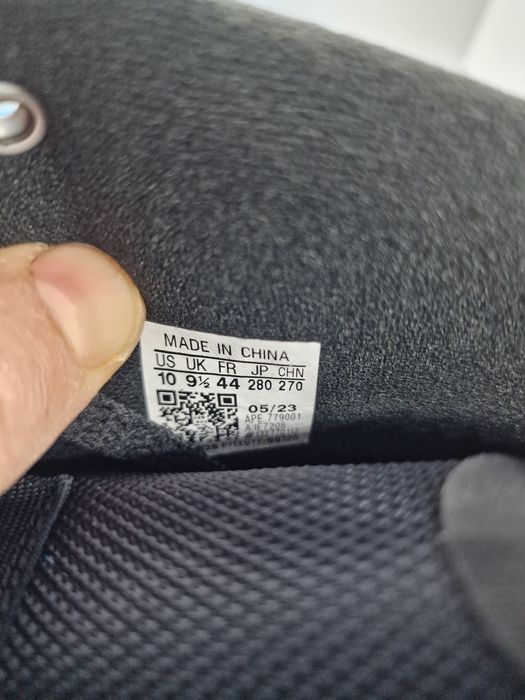 MADE IN CHINA
US UK FR JP CHN
10 9½ 44 280 270
05/23
APE 779001